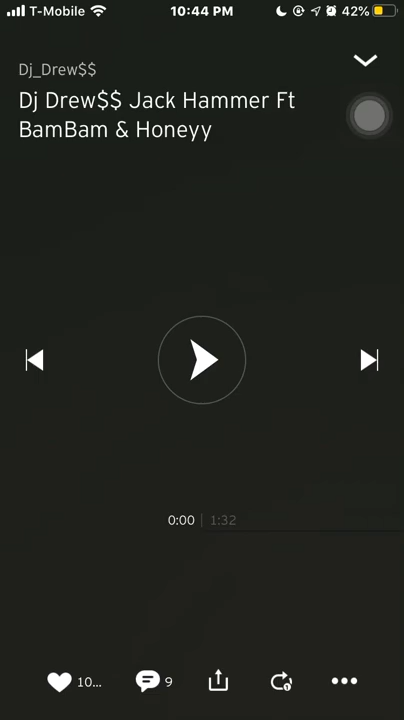 T-Mobile 10:44 PM 42%
Dj_Drew$$
Dj Drew$$ Jack Hammer Ft
BamBam & Honeyy
0:00 | 1:32
10... 9 1